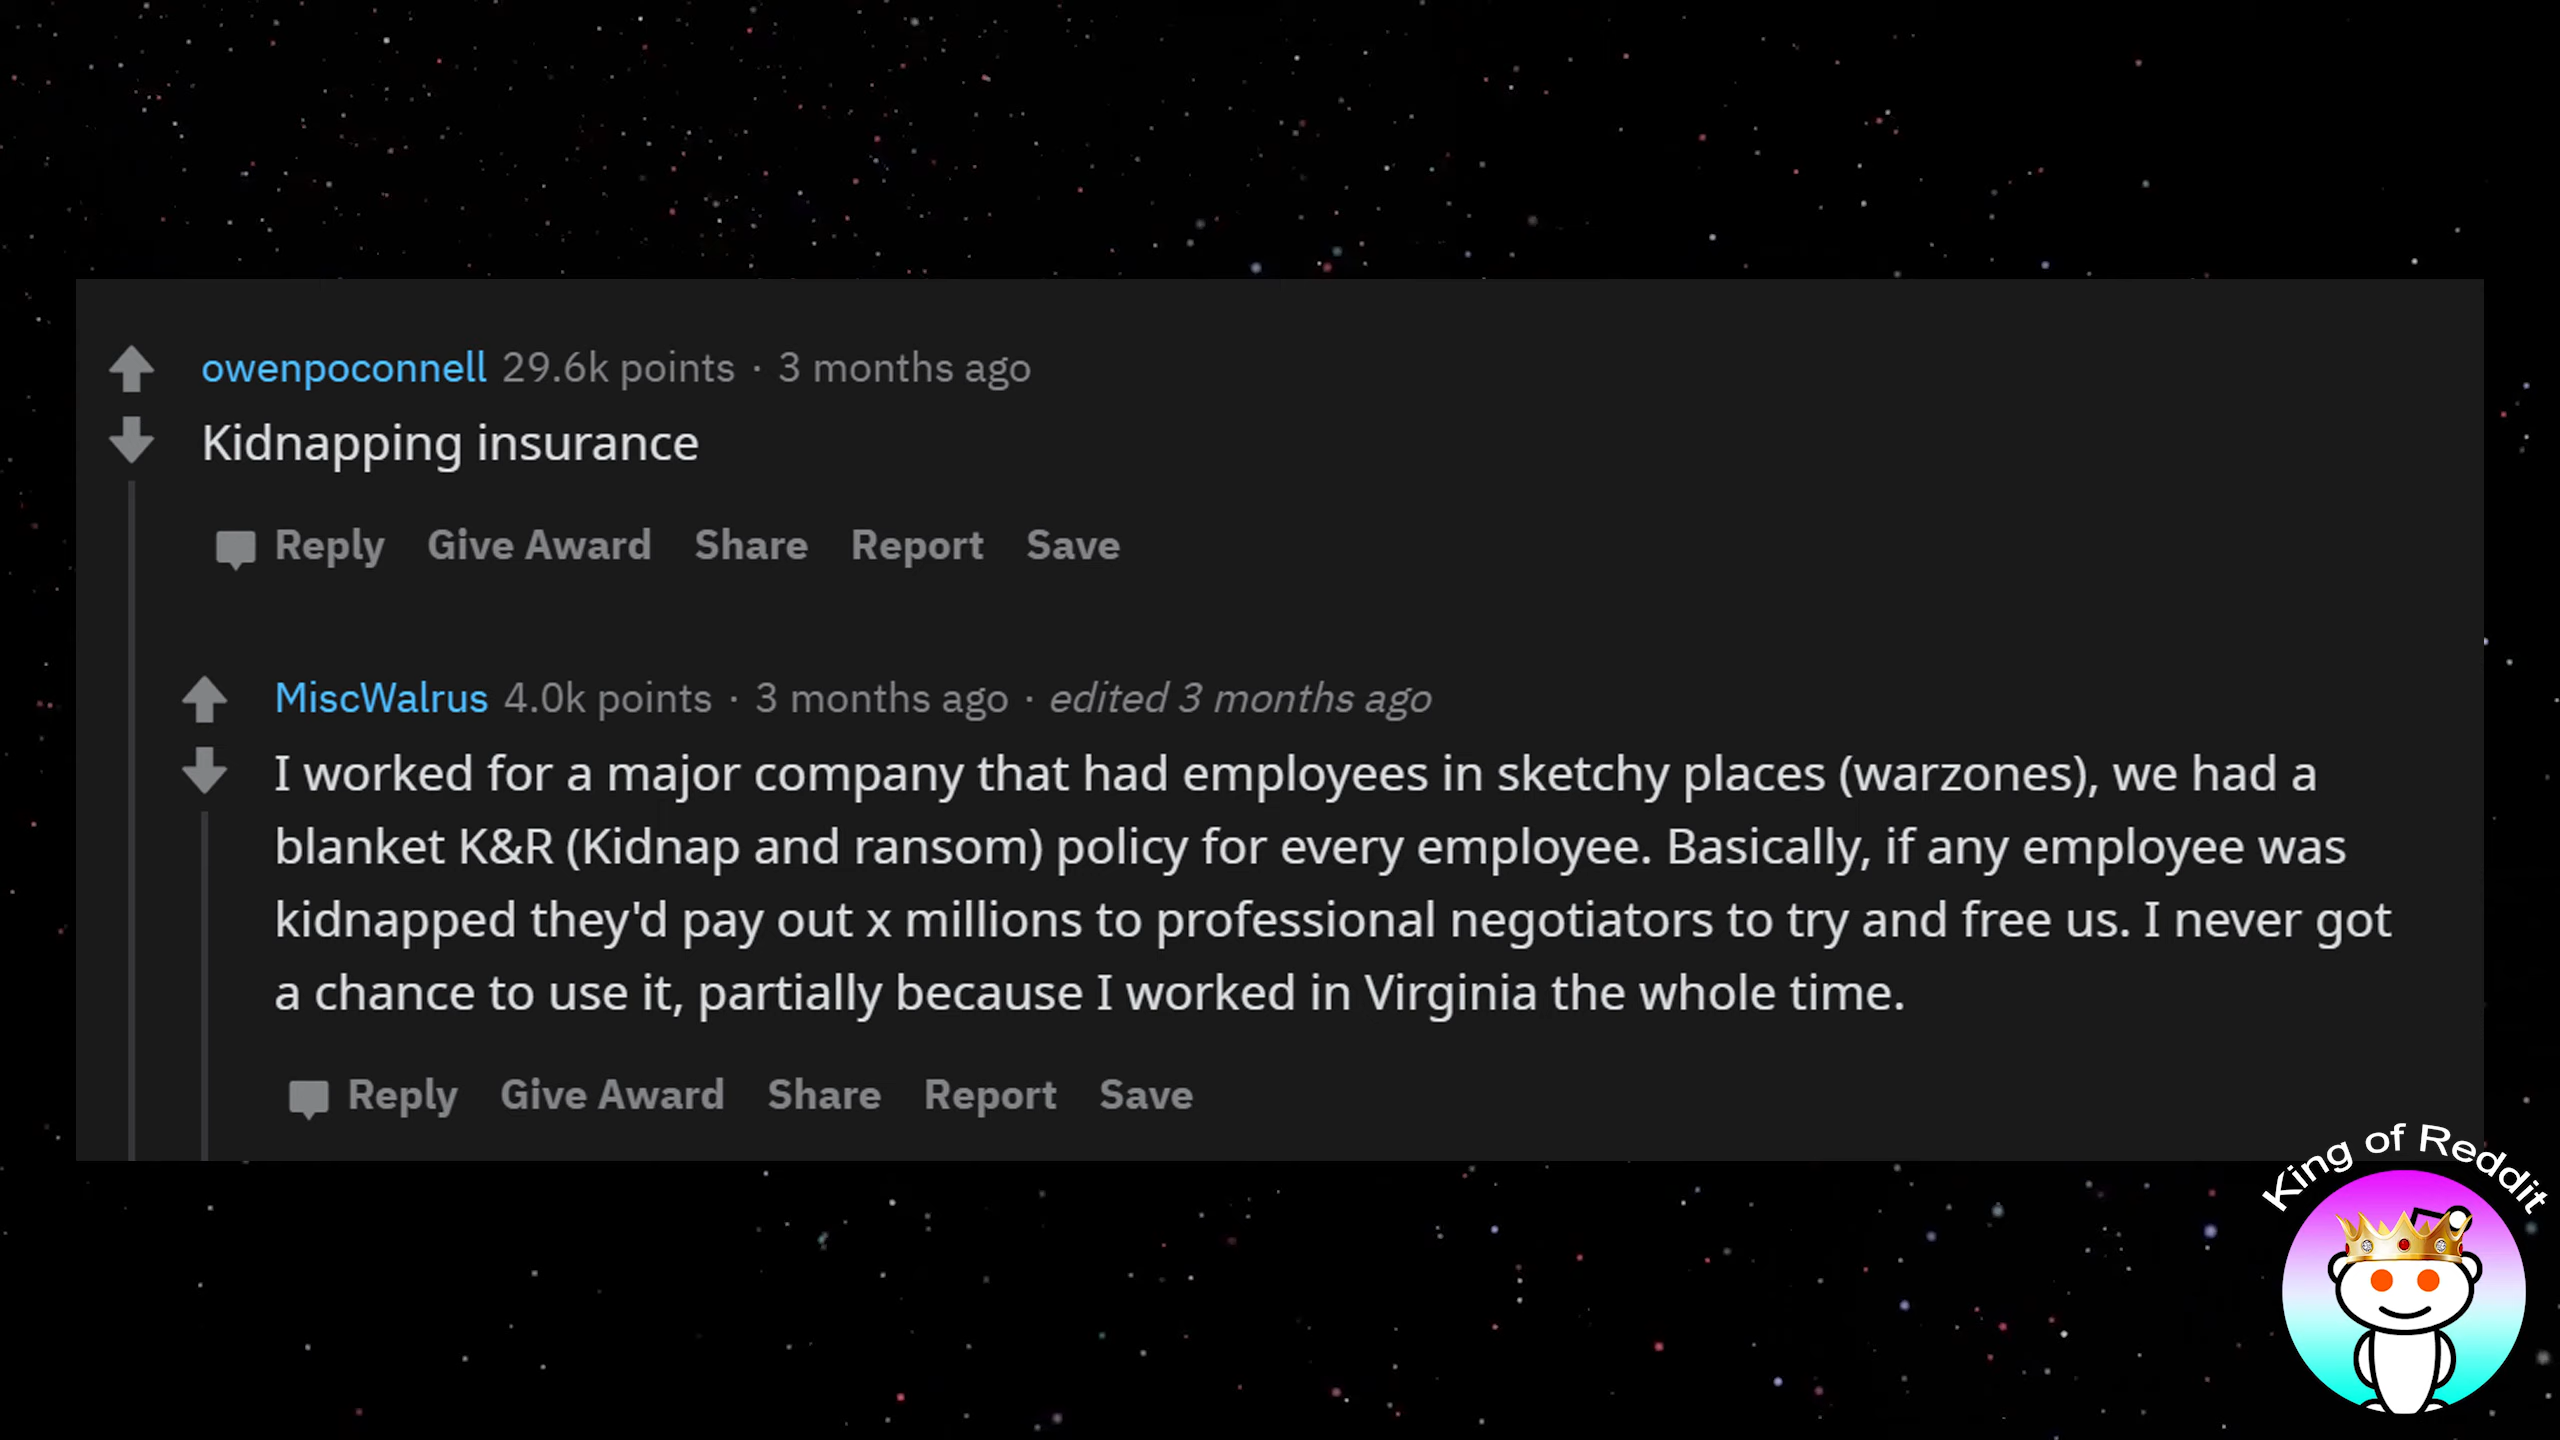 owenpoconnell 29.6k points · 3 months ago
Kidnapping insurance
Reply Give Award Share Report Save
MiscWalrus 4.0k points · 3 months ago · edited 3 months ago
I worked for a major company that had employees in sketchy places (warzones), we had a
blanket K&R (Kidnap and ransom) policy for every employee. Basically, if any employee was
kidnapped they'd pay out x millions to professional negotiators to try and free us. I never got
a chance to use it, partially because I worked in Virginia the whole time.
Reply Give Award Share Report Save
King of Reddit